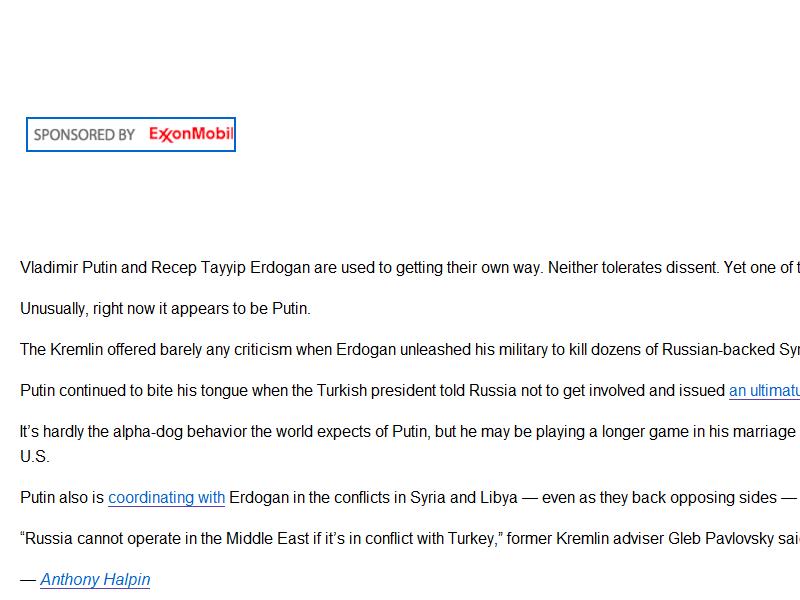 SPONSORED BY ExxonMobil
Vladimir Putin and Recep Tayyip Erdogan are used to getting their own way. Neither tolerates dissent. Yet one of
Unusually, right now it appears to be Putin.
The Kremlin offered barely any criticism when Erdogan unleashed his military to kill dozens of Russian-backed
Putin continued to bite his tongue when the Turkish president told Russia not to get involved and issued an
It’s hardly the alpha-dog behavior the world expects of Putin, but he may be playing a longer game in his marriage
U.S.
Putin also is coordinating with Erdogan in the conflicts in Syria and Libya — even as they back opposing sides —
“Russia cannot operate in the Middle East if it’s in conflict with Turkey,” former Kremlin adviser Gleb Pavlovsky
— Anthony Halpin